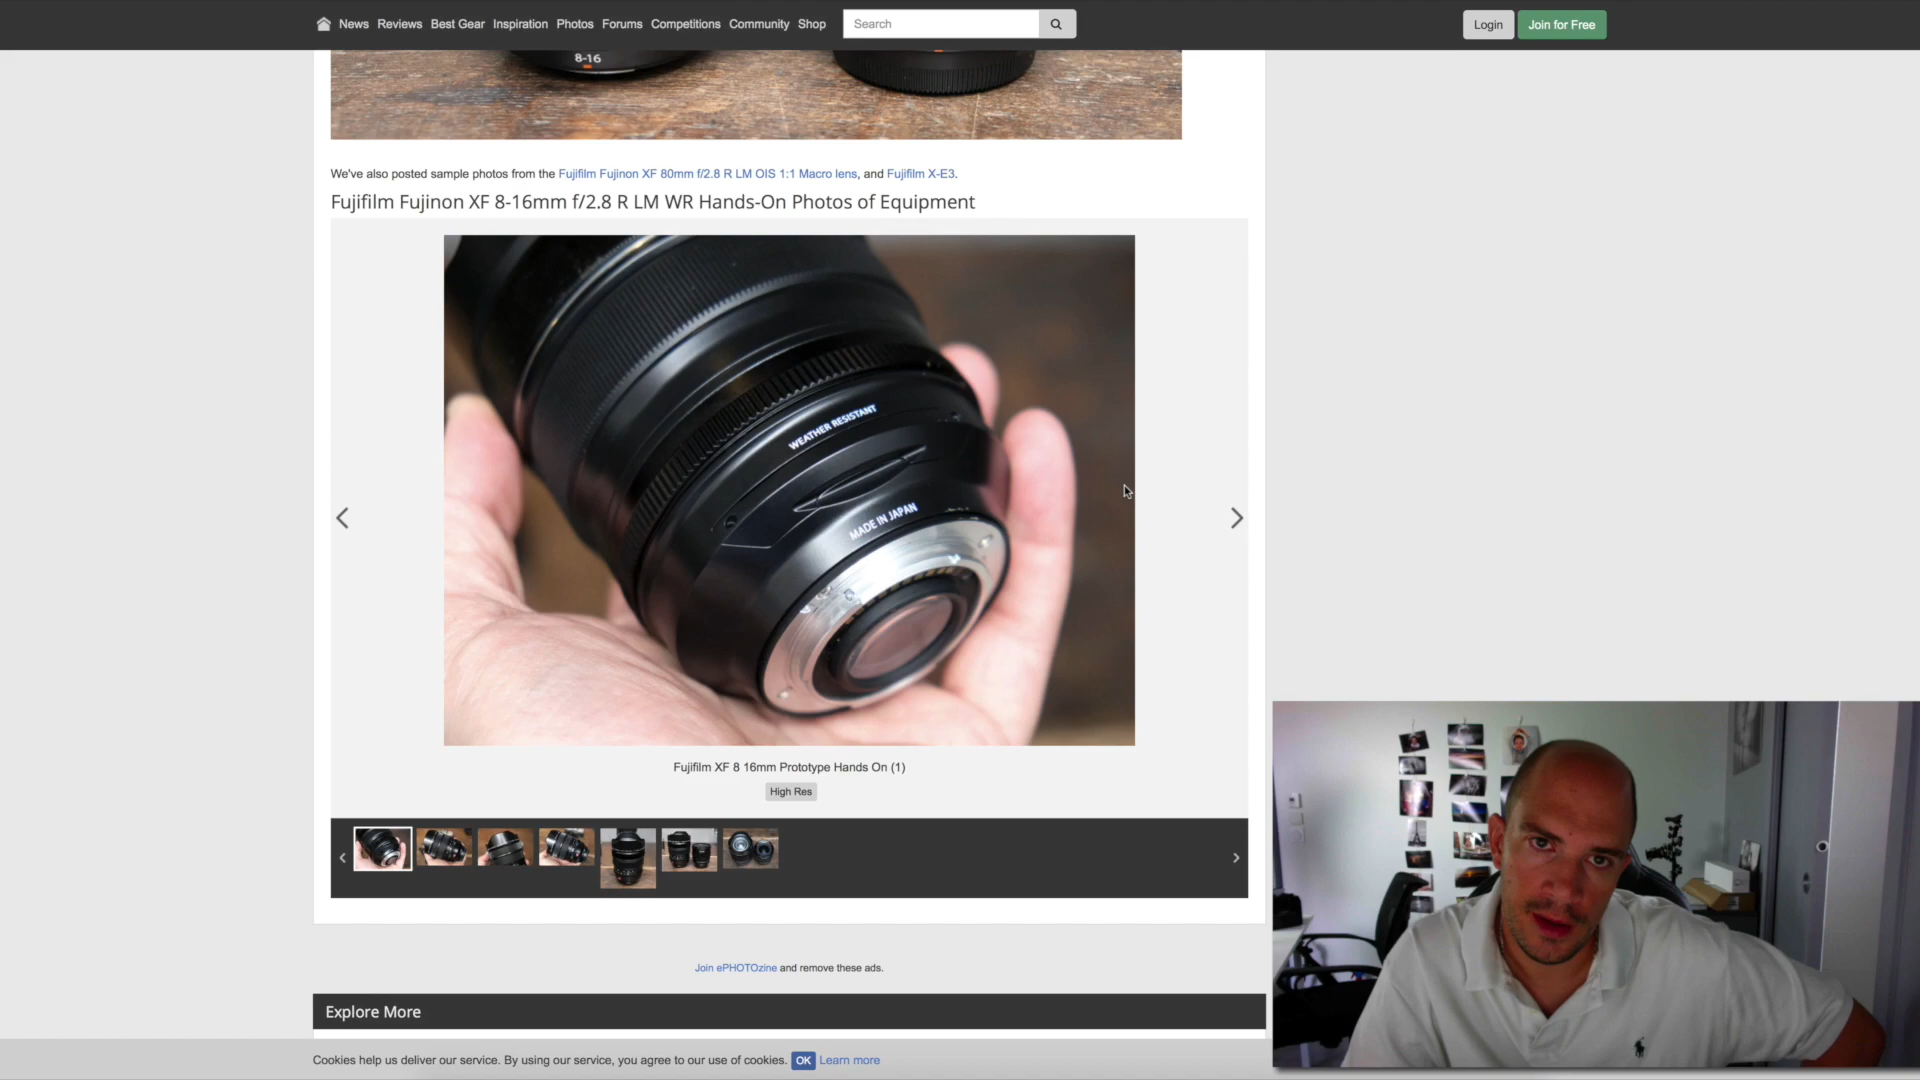 News Reviews Best Gear Inspiration Photos Forums Competitions Community Shop Search Login Join for Free
8-16
We've also posted sample photos from the Fujifilm Fujinon XF 80mm f/2.8 R LM OIS 1:1 Macro lens, and Fujifilm X-E3.
Fujifilm Fujinon XF 8-16mm f/2.8 R LM WR Hands-On Photos of Equipment
WEATHER RESISTANT
MADE IN JAPAN
Fujifilm XF 8 16mm Prototype Hands On (1)
High Res
Join ePHOTOzine and remove these ads.
Explore More
Cookies help us deliver our service. By using our service, you agree to our use of cookies. OK Learn more